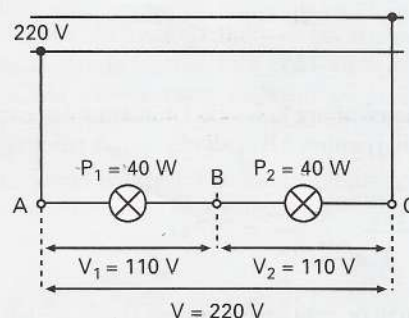 220 V
P₁ = 40 W
P₂ = 40 W
A
B
C
V₁ = 110 V
V₂ = 110 V
V = 220 V